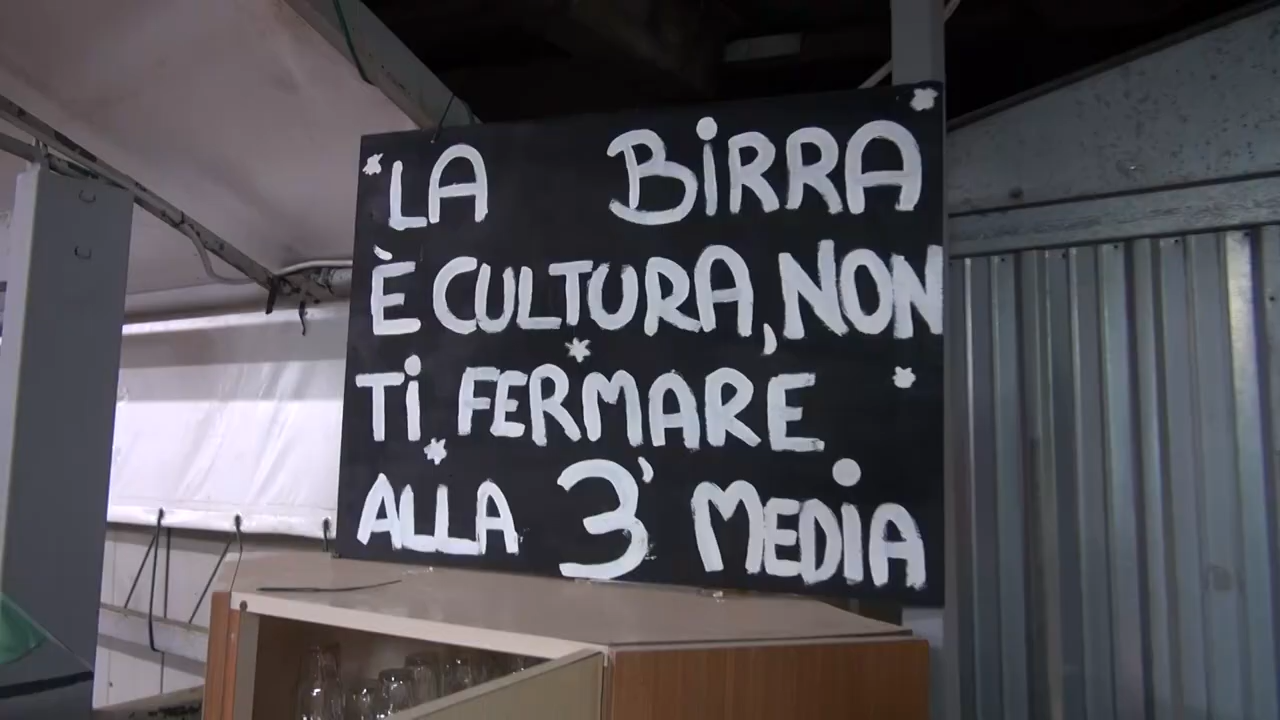 LA BiRRA
È CULTURA, NON
Ti FERMARE
ALLA 3' MEDiA